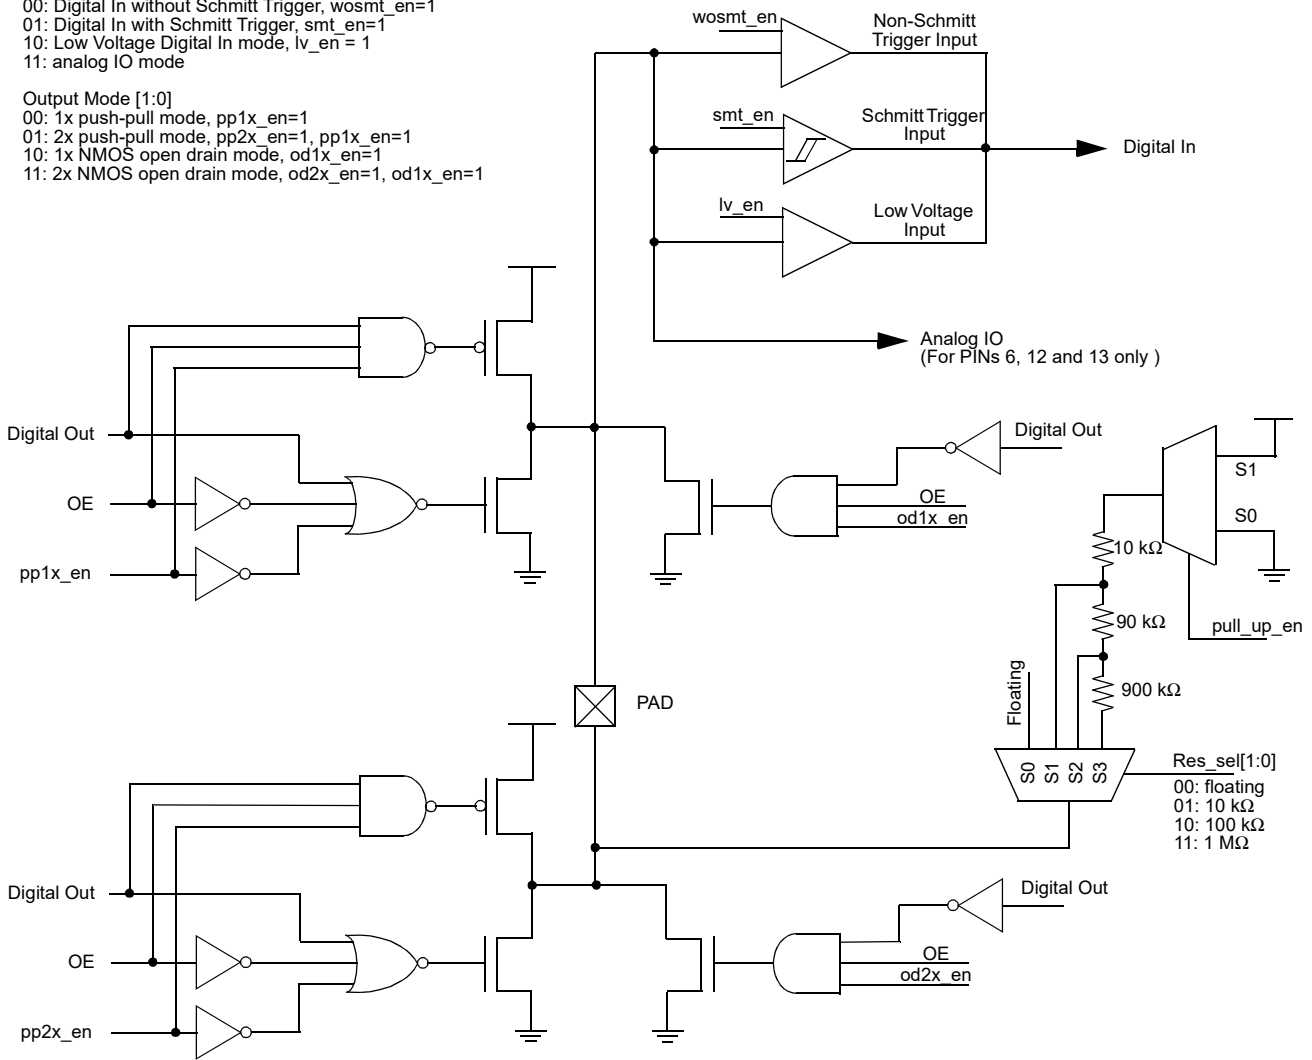 00: Digital In without Schmitt Trigger, wosmt_en=1
01: Digital In with Schmitt Trigger, smt_en=1
10: Low Voltage Digital In mode, lv_en = 1
11: analog IO mode
Output Mode [1:0]
00: 1x push-pull mode, pp1x_en=1
01: 2x push-pull mode, pp2x_en=1, pp1x_en=1
10: 1x NMOS open drain mode, od1x_en=1
11: 2x NMOS open drain mode, od2x_en=1, od1x_en=1
wosmt_en
Non-Schmitt
Trigger Input
smt_en
Schmitt Trigger
Input
Digital In
lv_en
Low Voltage
Input
Analog IO
(For PINs 6, 12 and 13 only )
Digital Out
OE
pp1x_en
Digital Out
OE
od1x_en
S1
S0
10 kΩ
90 kΩ
pull_up_en
900 kΩ
Floating
PAD
S0
S1
S2
S3
Res_sel[1:0]
00: floating
01: 10 kΩ
10: 100 kΩ
11: 1 MΩ
Digital Out
OE
pp2x_en
Digital Out
OE
od2x_en